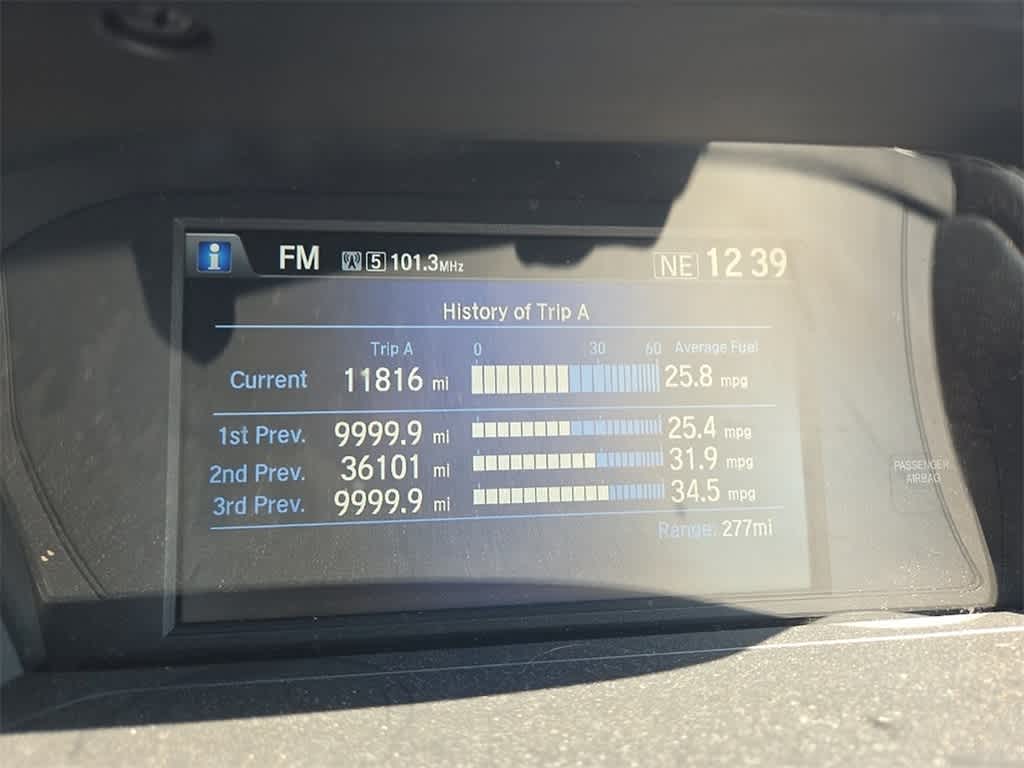 i FM 5 101.3MHz NE 12 39
History of Trip A
Trip A 0 30 60 Average Fuel
Current 11816 mi 25.8 mpg
1st Prev. 9999.9 mi 25.4 mpg
2nd Prev. 36101 mi 31.9 mpg
3rd Prev. 9999.9 mi 34.5 mpg
Range: 277mi
PASSENGER
AIRBAG